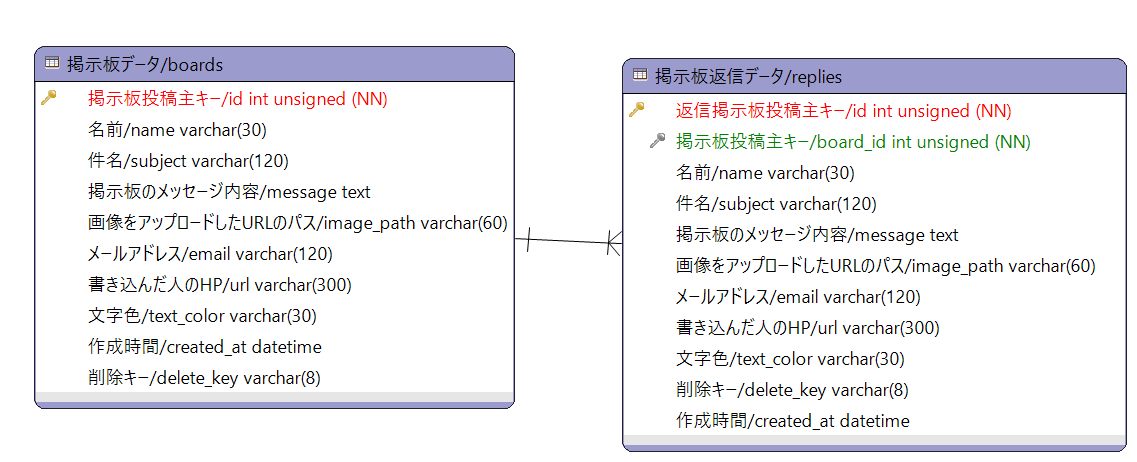 掲示板データ/boards
掲示板投稿主キー/id int unsigned (NN)
名前/name varchar(30)
件名/subject varchar(120)
掲示板のメッセージ内容/message text
画像をアップロードしたURLのパス/image_path varchar(60)
メールアドレス/email varchar(120)
書き込んだ人のHP/url varchar(300)
文字色/text_color varchar(30)
作成時間/created_at datetime
削除キー/delete_key varchar(8)
掲示板返信データ/replies
返信掲示板投稿主キー/id int unsigned (NN)
掲示板投稿主キー/board_id int unsigned (NN)
名前/name varchar(30)
件名/subject varchar(120)
掲示板のメッセージ内容/message text
画像をアップロードしたURLのパス/image_path varchar(60)
メールアドレス/email varchar(120)
書き込んだ人のHP/url varchar(300)
文字色/text_color varchar(30)
削除キー/delete_key varchar(8)
作成時間/created_at datetime